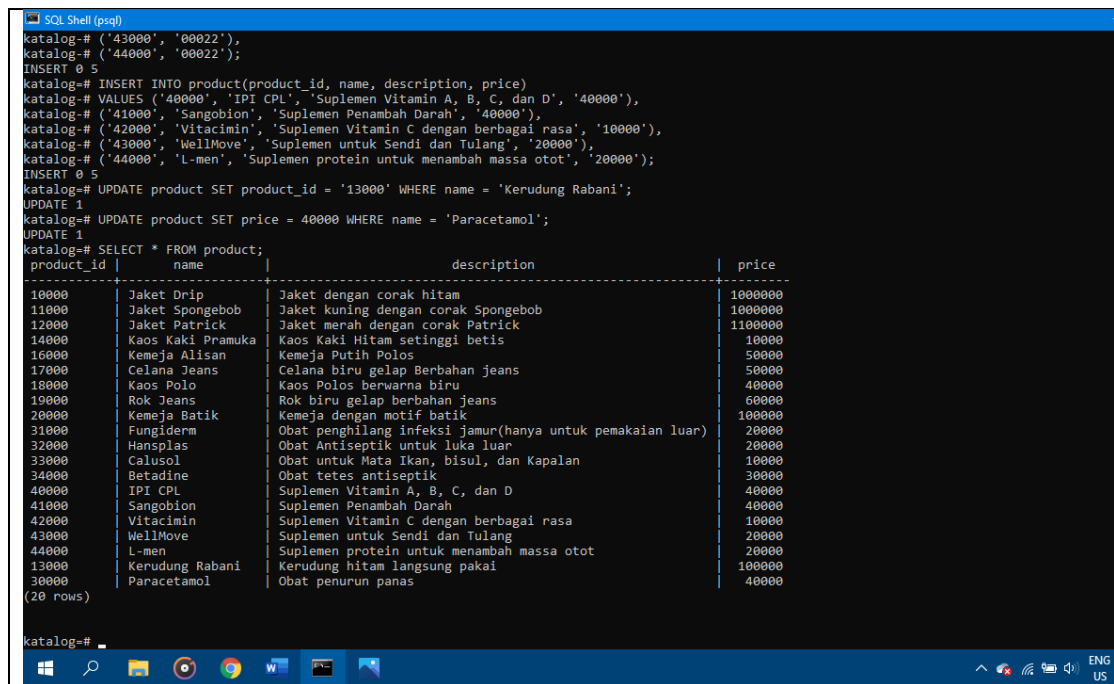 SQL Shell (psql)
katalog-# ('43000', '00022'),
katalog-# ('44000', '00022');
INSERT 0 5
katalog=# INSERT INTO product(product_id, name, description, price)
katalog-# VALUES ('40000', 'IPI CPL', 'Suplemen Vitamin A, B, C, dan D', '40000'),
katalog-# ('41000', 'Sangobion', 'Suplemen Penambah Darah', '40000'),
katalog-# ('42000', 'Vitacimin', 'Suplemen Vitamin C dengan berbagai rasa', '10000'),
katalog-# ('43000', 'WellMove', 'Suplemen untuk Sendi dan Tulang', '20000'),
katalog-# ('44000', 'L-men', 'Suplemen protein untuk menambah massa otot', '20000');
INSERT 0 5
katalog=# UPDATE product SET product_id = '13000' WHERE name = 'Kerudung Rabani';
UPDATE 1
katalog=# UPDATE product SET price = 40000 WHERE name = 'Paracetamol';
UPDATE 1
katalog=# SELECT * FROM product;
product_id | name | description | price
10000 | Jaket Drip | Jaket dengan corak hitam | 1000000
11000 | Jaket Spongebob | Jaket kuning dengan corak Spongebob | 1000000
12000 | Jaket Patrick | Jaket merah dengan corak Patrick | 1100000
14000 | Kaos Kaki Pramuka | Kaos Kaki Hitam setinggi betis | 10000
16000 | Kemeja Alisan | Kemeja Putih Polos | 50000
17000 | Celana Jeans | Celana biru gelap Berbahan jeans | 50000
18000 | Kaos Polo | Kaos Polos berwarna biru | 40000
19000 | Rok Jeans | Rok biru gelap berbahan jeans | 60000
20000 | Kemeja Batik | Kemeja dengan motif batik | 100000
31000 | Fungiderm | Obat penghilang infeksi jamur(hanya untuk pemakaian luar) | 20000
32000 | Hansplas | Obat Antiseptik untuk luka luar | 20000
33000 | Calusol | Obat untuk Mata Ikan, bisul, dan Kapalan | 10000
34000 | Betadine | Obat tetes antiseptik | 30000
40000 | IPI CPL | Suplemen Vitamin A, B, C, dan D | 40000
41000 | Sangobion | Suplemen Penambah Darah | 40000
42000 | Vitacimin | Suplemen Vitamin C dengan berbagai rasa | 10000
43000 | WellMove | Suplemen untuk Sendi dan Tulang | 20000
44000 | L-men | Suplemen protein untuk menambah massa otot | 20000
13000 | Kerudung Rabani | Kerudung hitam langsung pakai | 100000
30000 | Paracetamol | Obat penurun panas | 40000
(20 rows)
katalog=# _
ENG
US